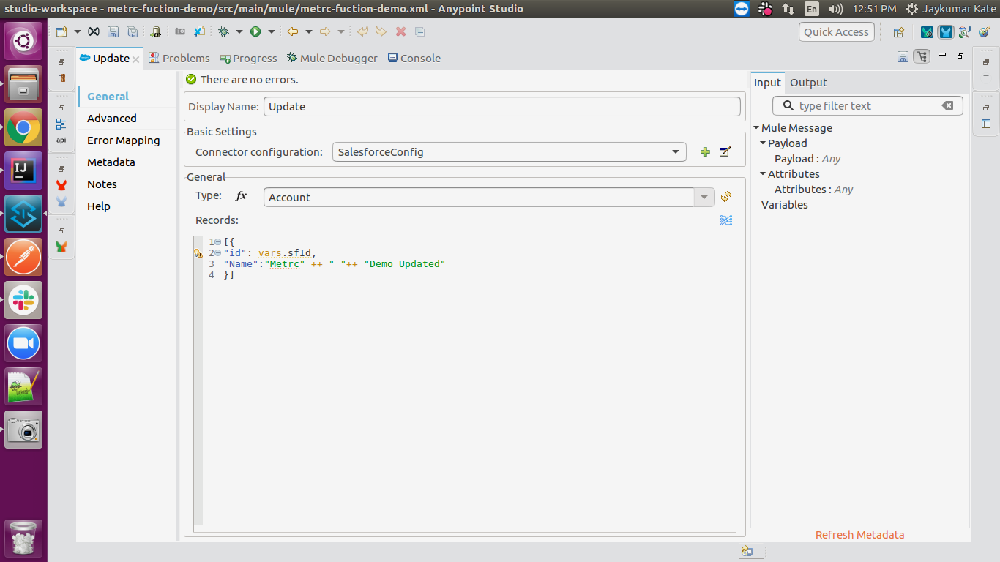 studio-workspace - metrc-fuction-demo/src/main/mule/metrc-fuction-demo.xml - Anypoint Studio
En
12:51 PM
Jaykumar Kate
Quick Access
Update
Problems
Progress
Mule Debugger
Console
There are no errors.
General
Advanced
Error Mapping
Metadata
Notes
Help
api
IJ
Display Name:
Update
Basic Settings
Connector configuration:
SalesforceConfig
General
Type:
fx
Account
Records:
1 [{
2 "id": vars.sfId,
3 "Name":"Metrc" ++ " "++ "Demo Updated"
4 }]
Input
Output
type filter text
Mule Message
Payload
Payload : Any
Attributes
Attributes : Any
Variables
Refresh Metadata